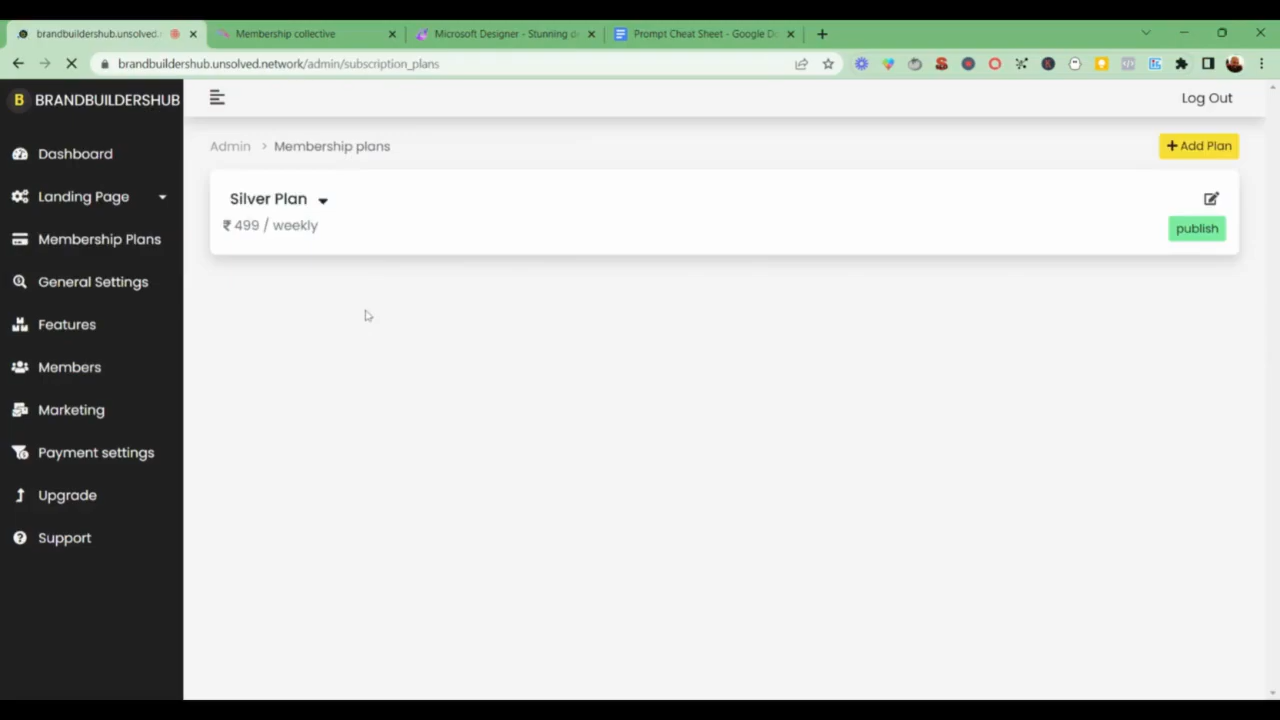 brandbuildershub.unsolved.
Membership collective
Microsoft Designer - Stunning d
Prompt Cheat Sheet - Google D
brandbuildershub.unsolved.network/admin/subscription_plans
B BRANDBUILDERSHUB
Log Out
Dashboard
Landing Page
Membership Plans
General Settings
Features
Members
Marketing
Payment settings
Upgrade
Support
Admin > Membership plans
+ Add Plan
Silver Plan
₹ 499 / weekly
publish